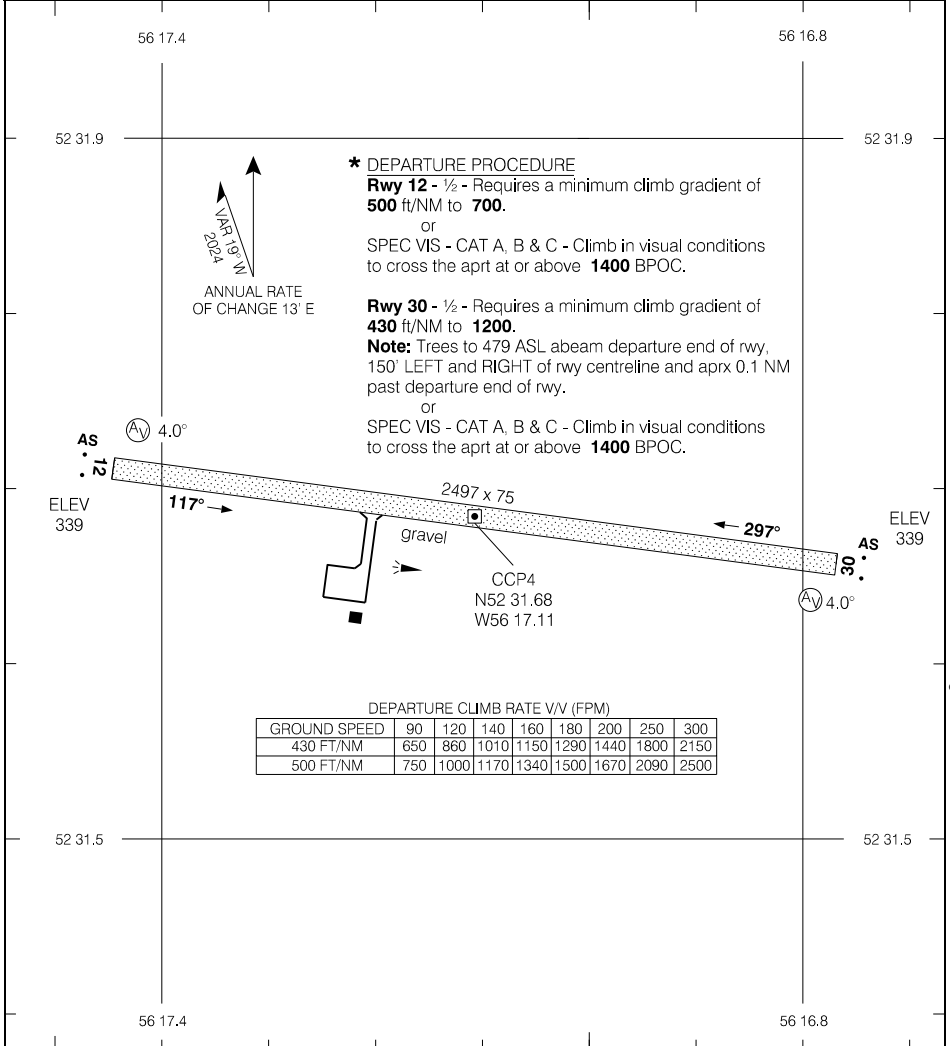 56 17.4 56 16.8
52 31.9 52 31.9
* DEPARTURE PROCEDURE
Rwy 12 - ½ - Requires a minimum climb gradient of
500 ft/NM to 700.
or
SPEC VIS - CAT A, B & C - Climb in visual conditions
to cross the aprt at or above 1400 BPOC.
VAR 19° W
2024
ANNUAL RATE
OF CHANGE 13' E
Rwy 30 - ½ - Requires a minimum climb gradient of
430 ft/NM to 1200.
Note: Trees to 479 ASL abeam departure end of rwy,
150' LEFT and RIGHT of rwy centreline and aprx 0.1 NM
past departure end of rwy.
or
SPEC VIS - CAT A, B & C - Climb in visual conditions
to cross the aprt at or above 1400 BPOC.
AV 4.0°
AS
12
ELEV
339
117°
2497 x 75
gravel
297°
ELEV
339
AS
30
AV 4.0°
CCP4
N52 31.68
W56 17.11
DEPARTURE CLIMB RATE V/V (FPM)
GROUND SPEED 90 120 140 160 180 200 250 300
430 FT/NM 650 860 1010 1150 1290 1440 1800 2150
500 FT/NM 750 1000 1170 1340 1500 1670 2090 2500
52 31.5 52 31.5
56 17.4 56 16.8